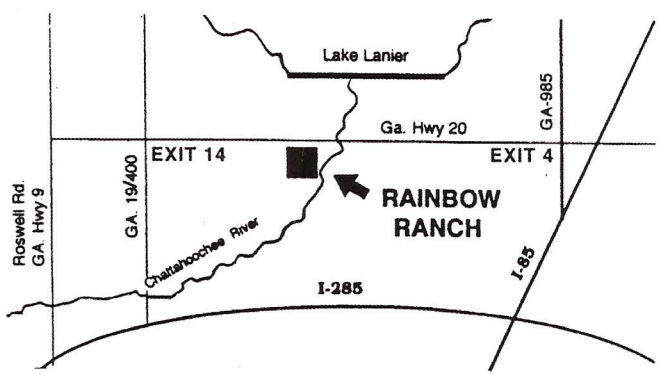 Lake Lanier
Ga. Hwy 20
GA-985
EXIT 14
EXIT 4
RAINBOW
RANCH
Roswell Rd.
GA. Hwy 9
GA. 19/400
Chattahoochee River
I-285
I-85